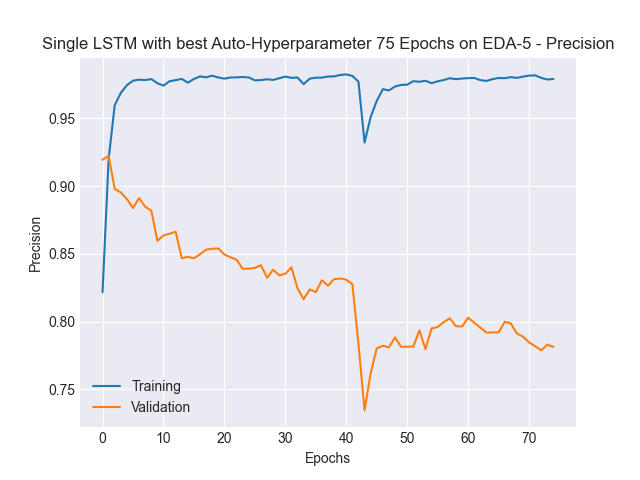 Single LSTM with best Auto-Hyperparameter 75 Epochs on EDA-5 - Precision
Precision
0.95
0.90
0.85
0.80
0.75
Training
Validation
0 10 20 30 40 50 60 70
Epochs